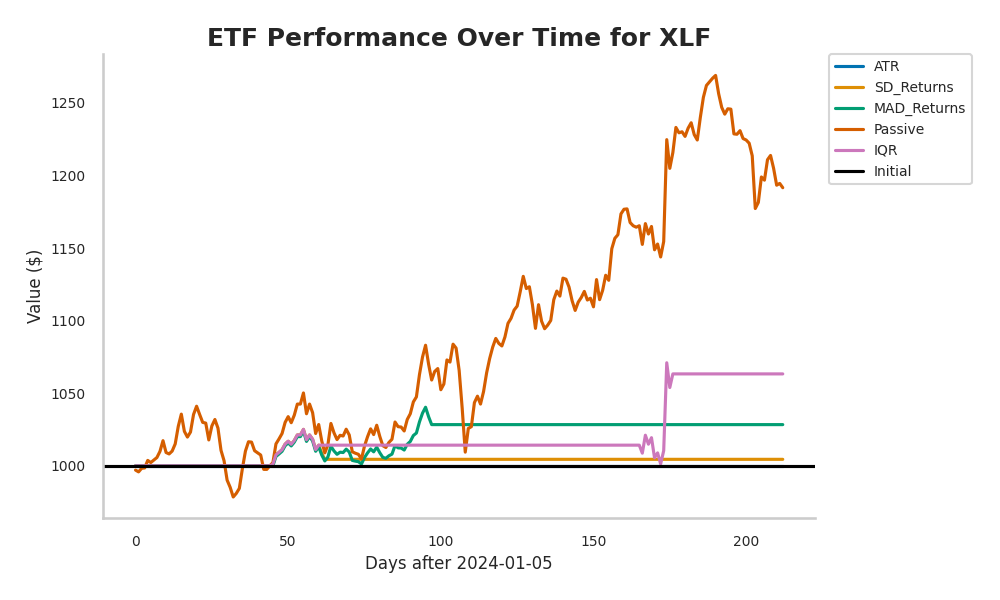 ETF Performance Over Time for XLF
ATR
SD_Returns
MAD_Returns
Passive
IQR
Initial
Value ($)
1250
1200
1150
1100
1050
1000
0 50 100 150 200
Days after 2024-01-05